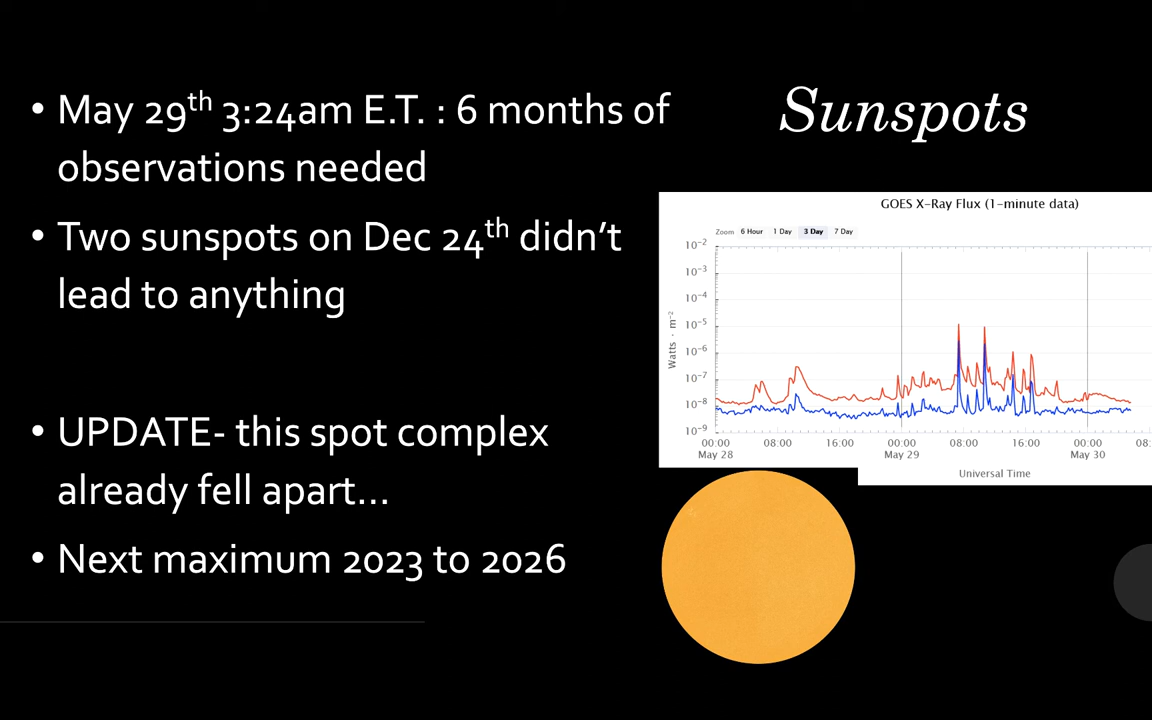 Sunspots
• May 29th 3:24am E.T. : 6 months of
observations needed
• Two sunspots on Dec 24th didn't
lead to anything
• UPDATE- this spot complex
already fell apart...
• Next maximum 2023 to 2026
GOES X-Ray Flux (1-minute data)
Zoom 6 Hour 1 Day 3 Day 7 Day
Watts · m⁻²
10⁻²
10⁻³
10⁻⁴
10⁻⁵
10⁻⁶
10⁻⁷
10⁻⁸
10⁻⁹
00:00 08:00 16:00 00:00 08:00 16:00 00:00 08:
May 28 May 29 May 30
Universal Time